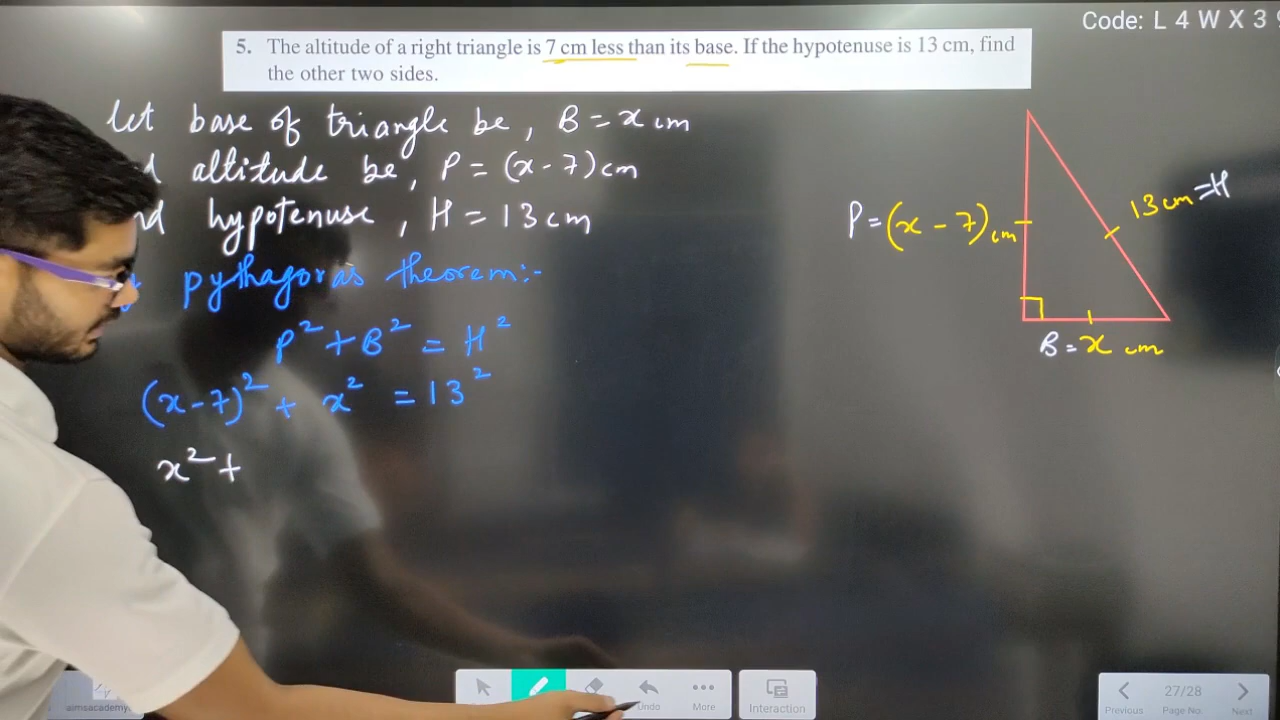 Code: L 4 W X 3
5. The altitude of a right triangle is 7 cm less than its base. If the hypotenuse is 13 cm, find
the other two sides.
let base of triangle be, B = x cm
altitude be, P = (x - 7) cm
hypotenuse, H = 13 cm
pythagoras theorem:-
P² + B² = H²
(x-7)² + x² = 13²
x² +
P = (x - 7) cm
13 cm = H
B = x cm
aimsacademy
Undo
More
Interaction
Previous
27/28
Page No.
Next